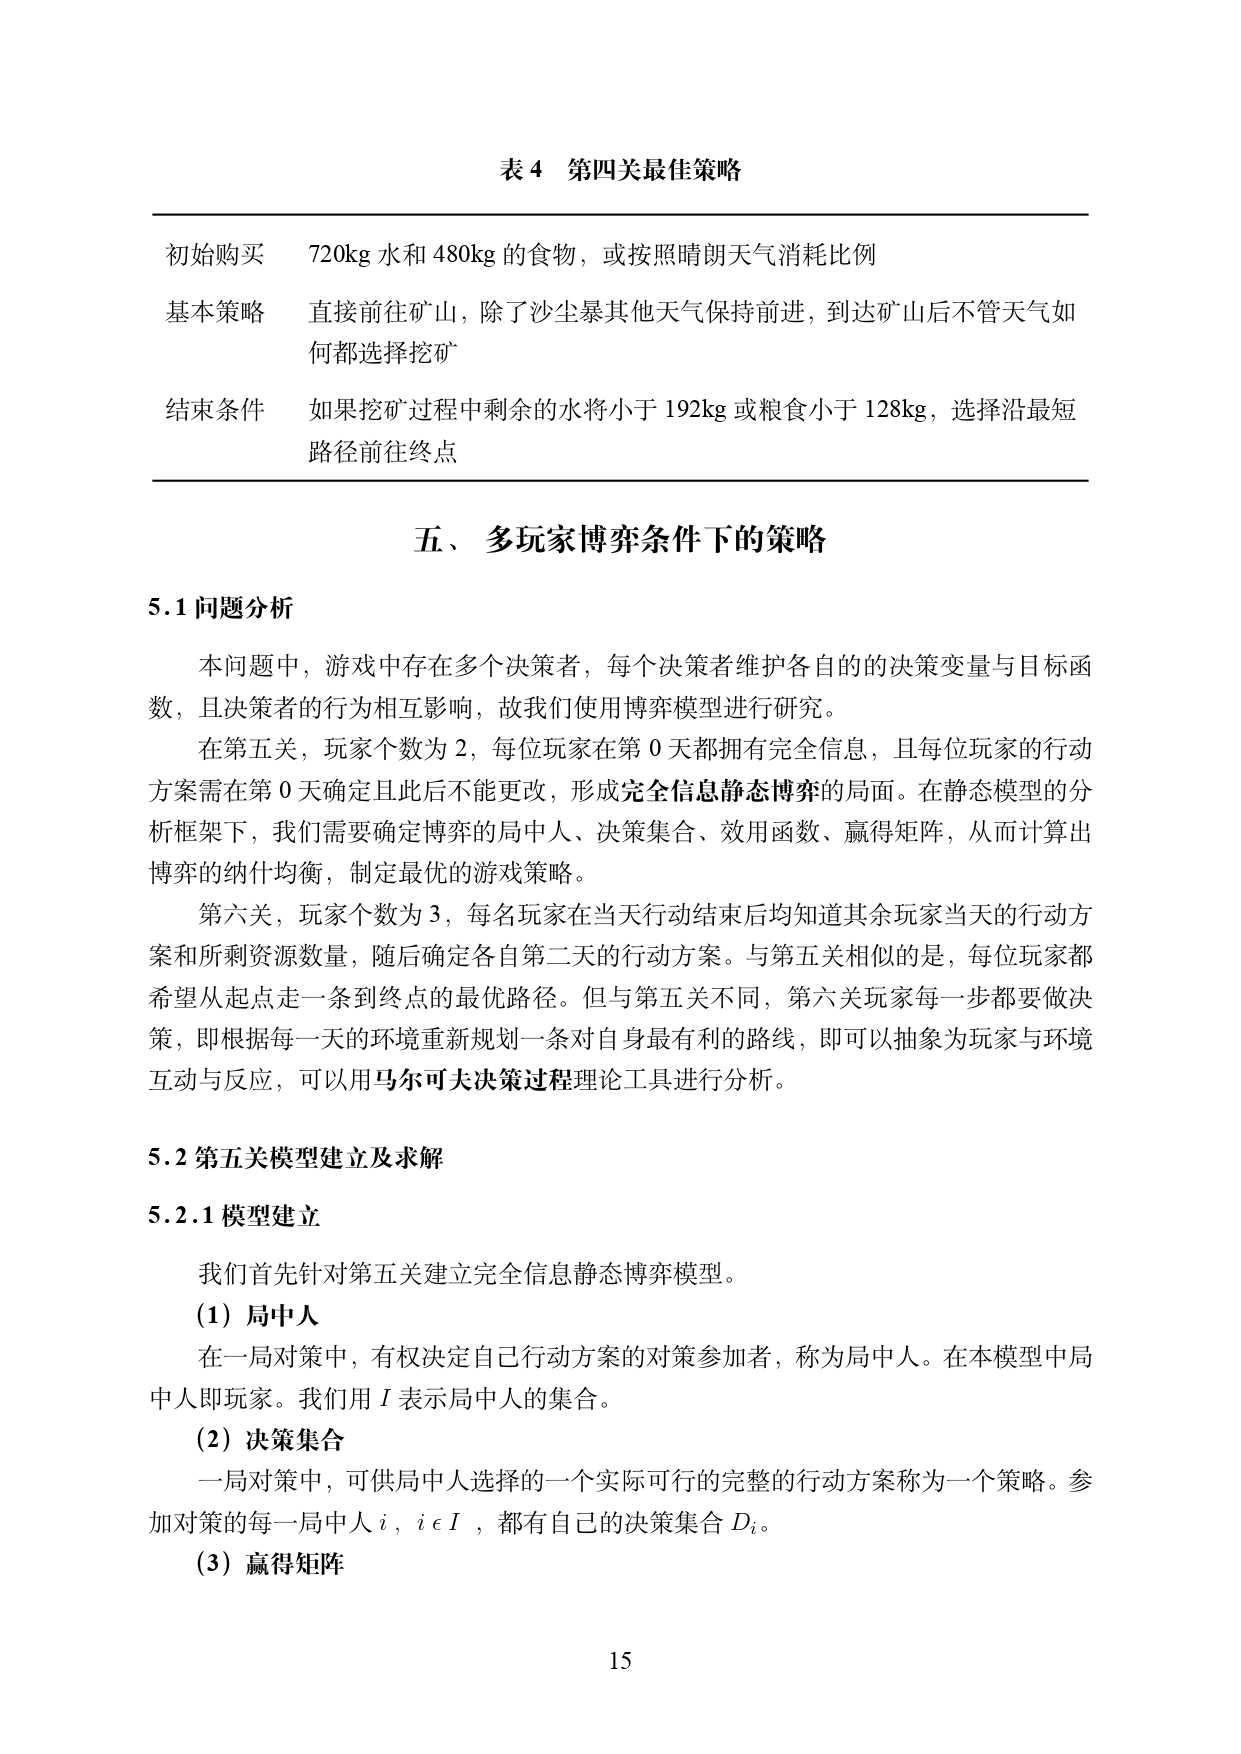 表 4 第四关最佳策略
初始购买 720kg 水和 480kg 的食物，或按照晴朗天气消耗比例
基本策略 直接前往矿山，除了沙尘暴其他天气保持前进，到达矿山后不管天气如
何都选择挖矿
结束条件 如果挖矿过程中剩余的水将小于 192kg 或粮食小于 128kg，选择沿最短
路径前往终点
五、 多玩家博弈条件下的策略
5.1 问题分析
本问题中，游戏中存在多个决策者，每个决策者维护各自的的决策变量与目标函
数，且决策者的行为相互影响，故我们使用博弈模型进行研究。
在第五关，玩家个数为 2，每位玩家在第 0 天都拥有完全信息，且每位玩家的行动
方案需在第 0 天确定且此后不能更改，形成完全信息静态博弈的局面。在静态模型的分
析框架下，我们需要确定博弈的局中人、决策集合、效用函数、赢得矩阵，从而计算出
博弈的纳什均衡，制定最优的游戏策略。
第六关，玩家个数为 3，每名玩家在当天行动结束后均知道其余玩家当天的行动方
案和所剩资源数量，随后确定各自第二天的行动方案。与第五关相似的是，每位玩家都
希望从起点走一条到终点的最优路径。但与第五关不同，第六关玩家每一步都要做决
策，即根据每一天的环境重新规划一条对自身最有利的路线，即可以抽象为玩家与环境
互动与反应，可以用马尔可夫决策过程理论工具进行分析。
5.2 第五关模型建立及求解
5.2.1 模型建立
我们首先针对第五关建立完全信息静态博弈模型。
（1）局中人
在一局对策中，有权决定自己行动方案的对策参加者，称为局中人。在本模型中局
中人即玩家。我们用 I 表示局中人的集合。
（2）决策集合
一局对策中，可供局中人选择的一个实际可行的完整的行动方案称为一个策略。参
加对策的每一局中人 i，i ϵ I ，都有自己的决策集合 Dᵢ。
（3）赢得矩阵
15